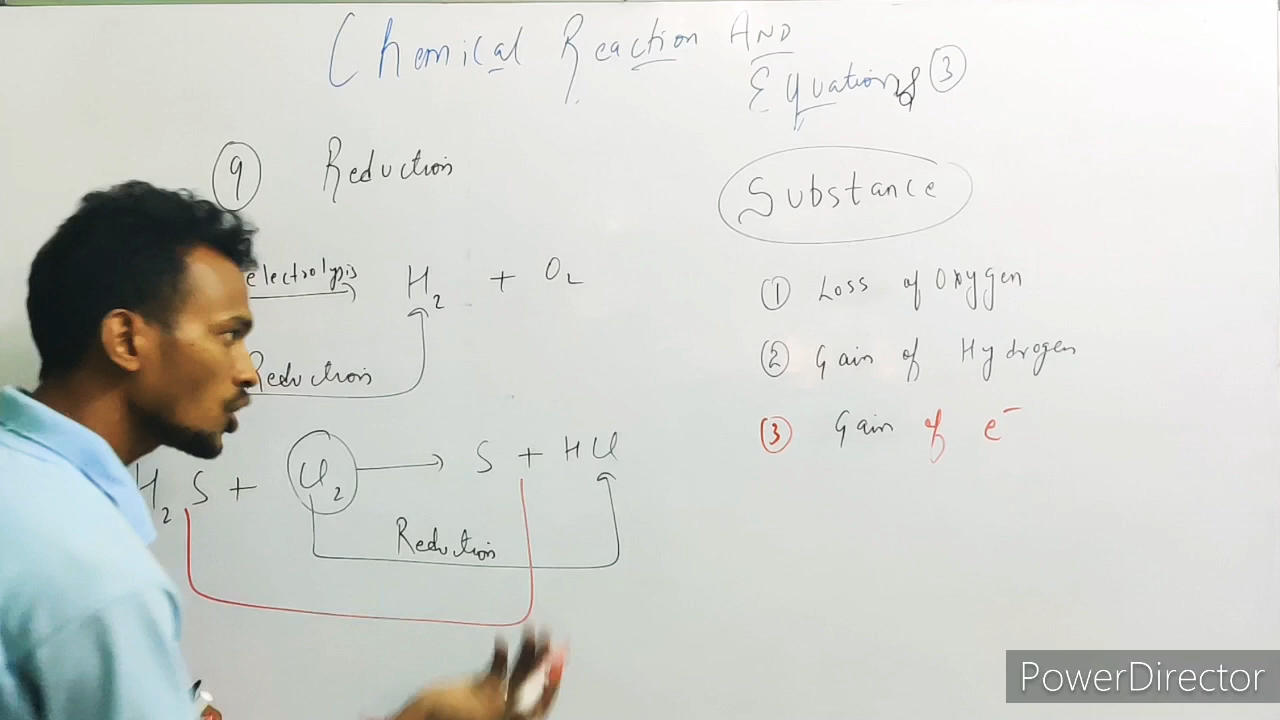 Chemical Reaction AND
Equations ③
⑨ Reduction
Substance
electrolysis H2 + O2
Reduction
① Loss of Oxygen
② Gain of Hydrogen
③ Gain of e⁻
H2S + Cl2 → S + HCl
Reduction
PowerDirector